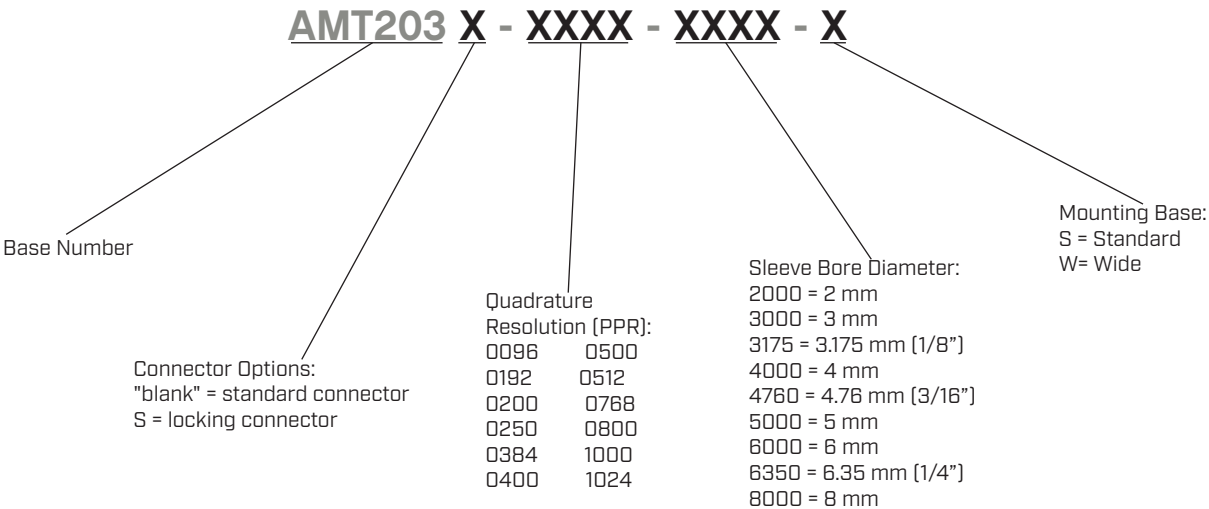 AMT203 X - XXXX - XXXX - X
Base Number
Connector Options:
"blank" = standard connector
S = locking connector
Quadrature
Resolution (PPR):
0096 0500
0192 0512
0200 0768
0250 0800
0384 1000
0400 1024
Sleeve Bore Diameter:
2000 = 2 mm
3000 = 3 mm
3175 = 3.175 mm (1/8”)
4000 = 4 mm
4760 = 4.76 mm (3/16”)
5000 = 5 mm
6000 = 6 mm
6350 = 6.35 mm (1/4”)
8000 = 8 mm
Mounting Base:
S = Standard
W= Wide